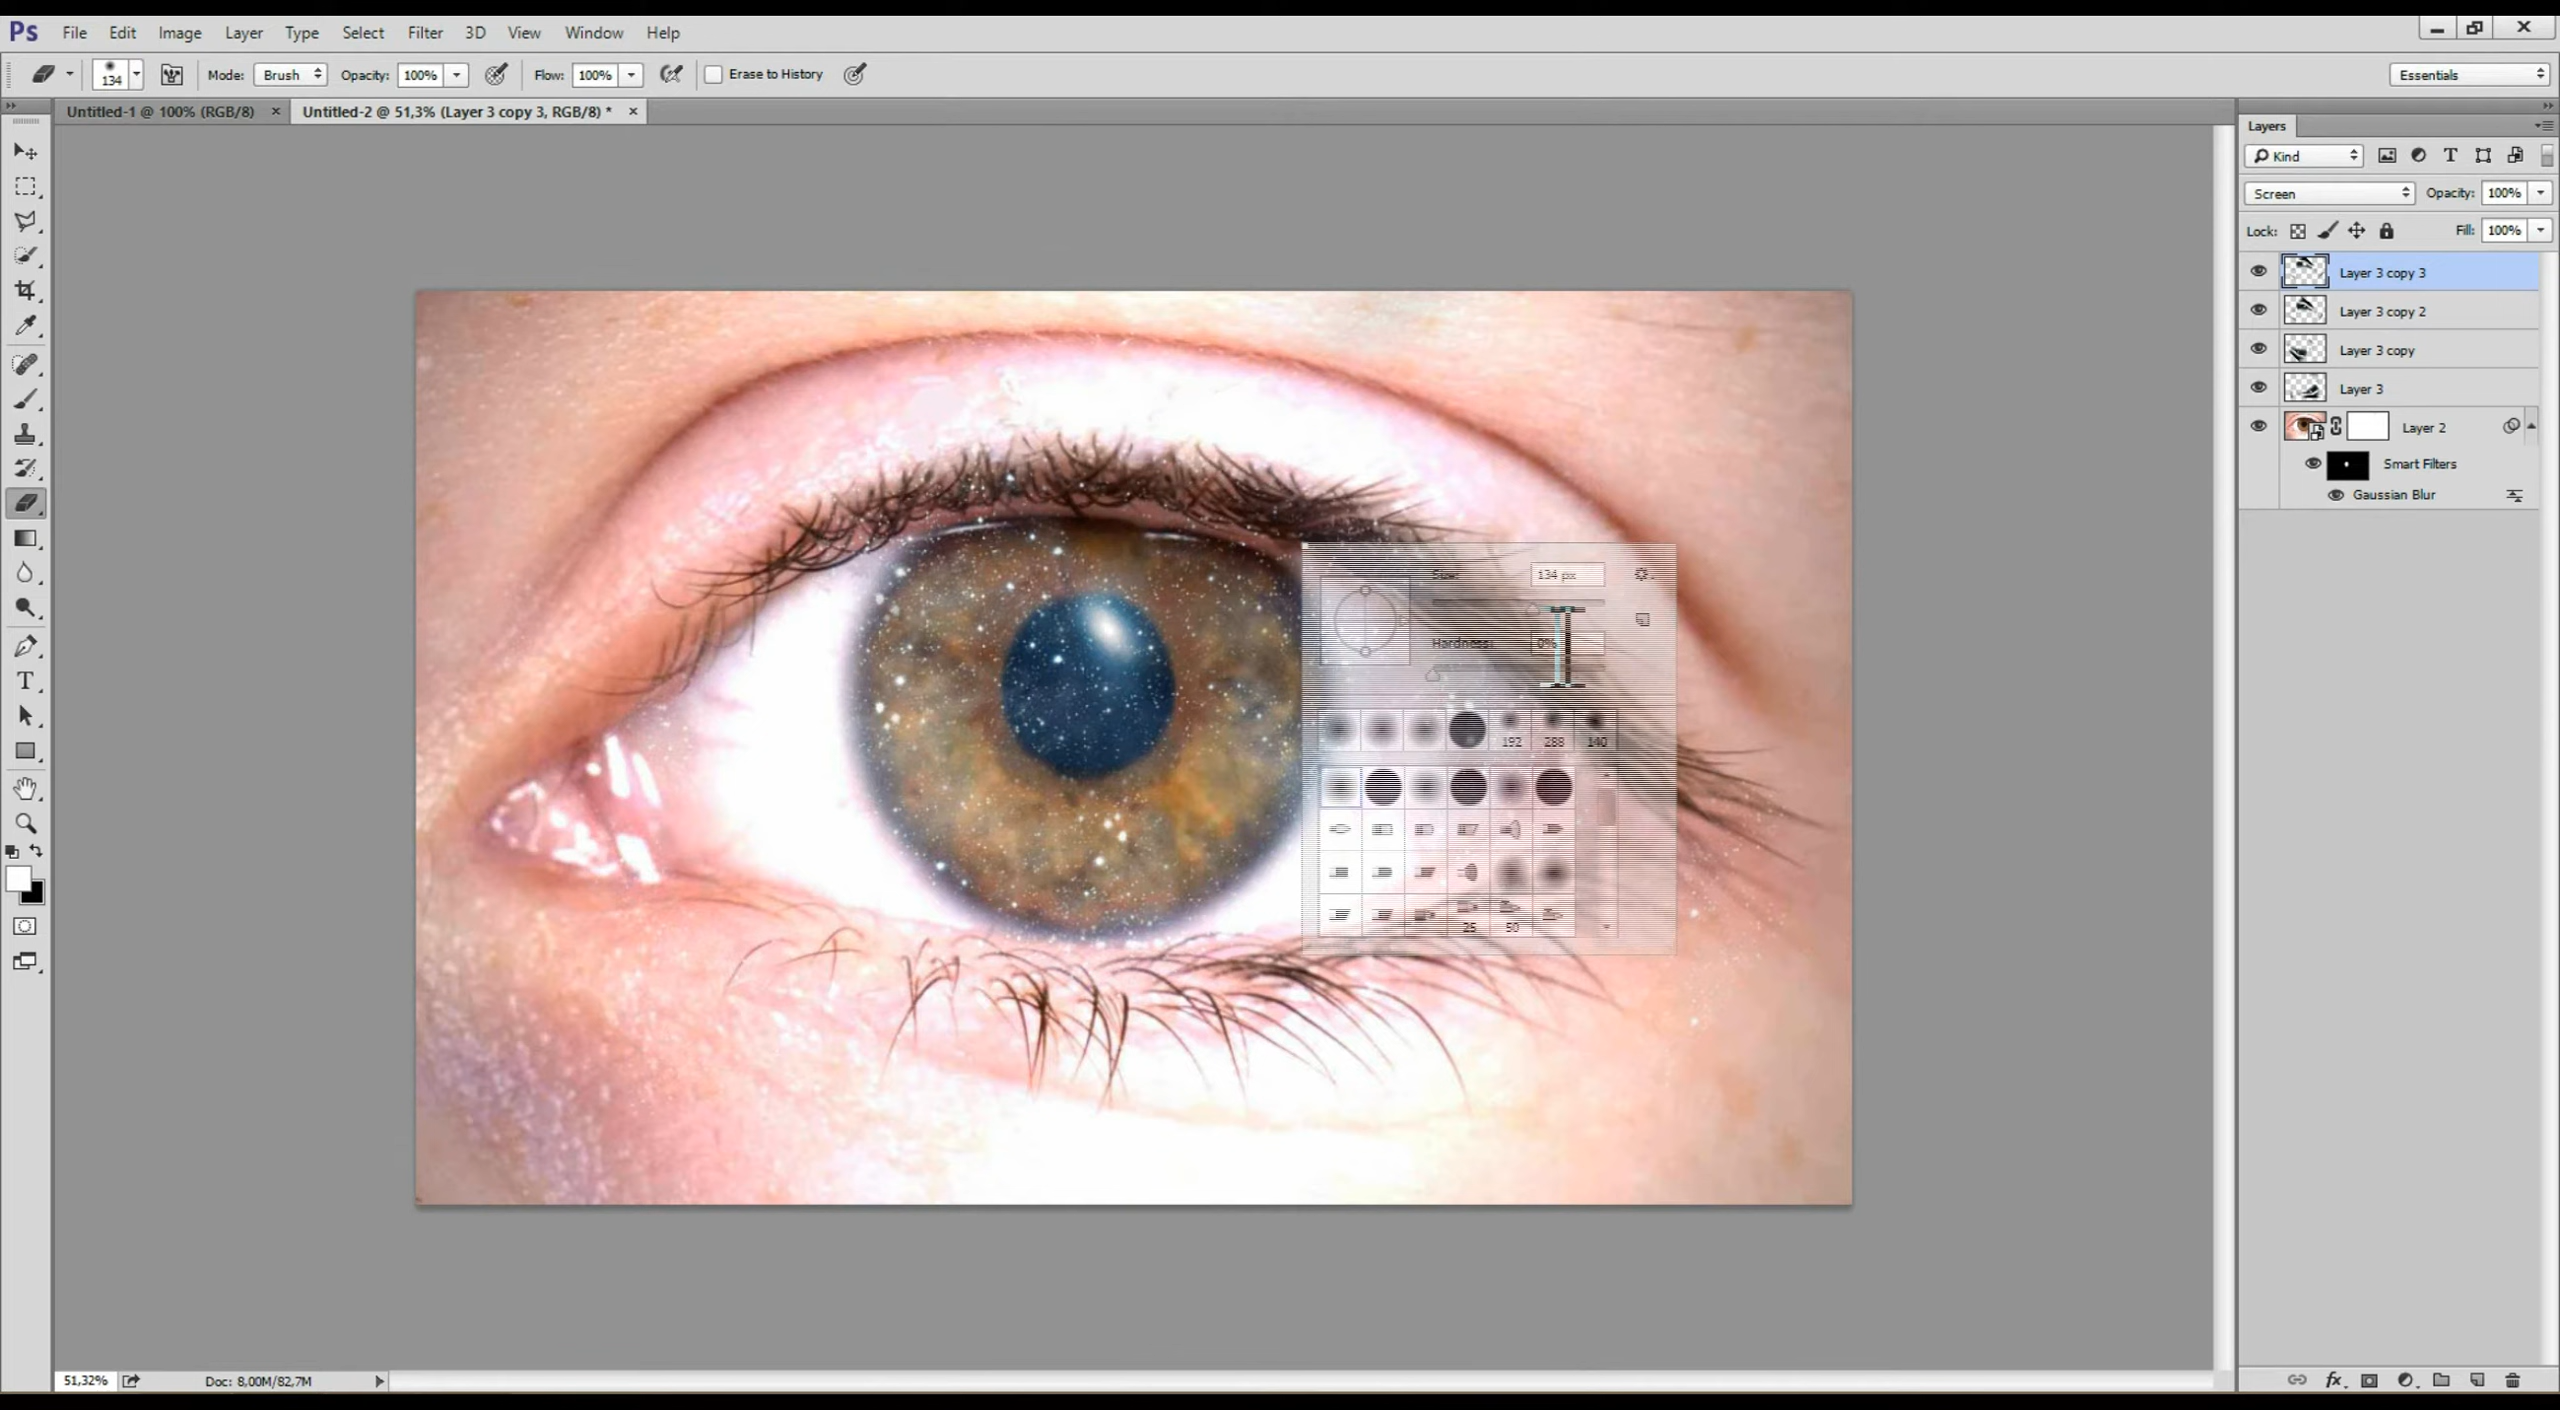 Ps File Edit Image Layer Type Select Filter 3D View Window Help
134 Mode: Brush Opacity: 100% Flow: 100% Erase to History Essentials
Untitled-1 @ 100% (RGB/8) × Untitled-2 @ 51,3% (Layer 3 copy 3, RGB/8) * ×
Layers
Kind
Screen Opacity: 100%
Lock: Fill: 100%
Layer 3 copy 3
Layer 3 copy 2
Layer 3 copy
Layer 3
Layer 2
Smart Filters
Gaussian Blur
Size: 134 px
Hardness: 0%
192 288 140
25 50
51,32% Doc: 8,00M/82,7M